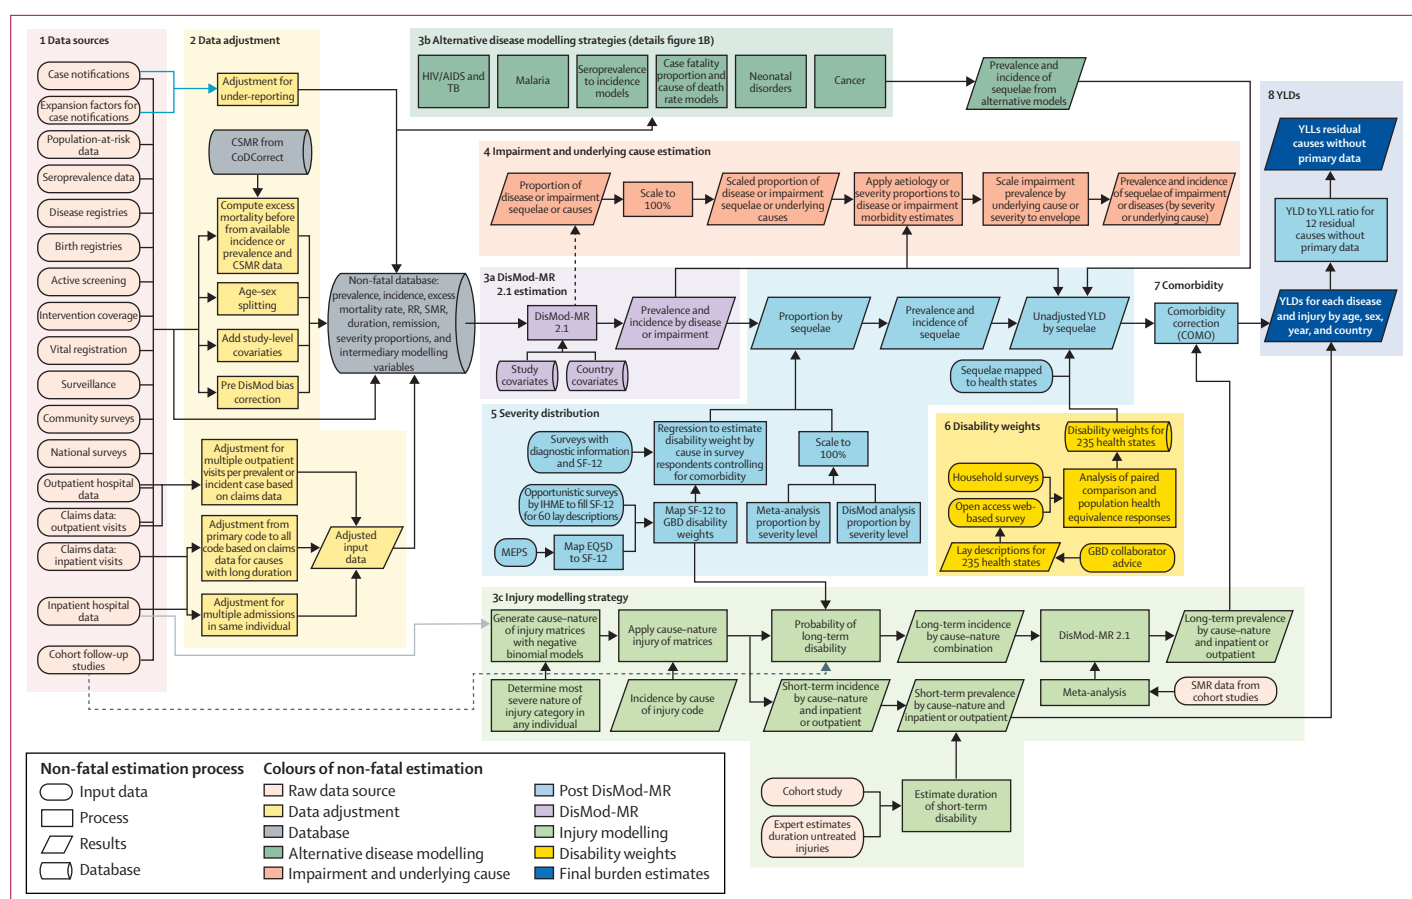 1 Data sources
Case notifications
Expansion factors for
case notifications
Population-at-risk
data
Seroprevalence data
Disease registries
Birth registries
Active screening
Intervention coverage
Vital registration
Surveillance
Community surveys
National surveys
Outpatient hospital
data
Claims data:
outpatient visits
Claims data:
inpatient visits
Inpatient hospital
data
Cohort follow-up
studies
2 Data adjustment
Adjustment for
under-reporting
CSMR from
CoDCorrect
Compute excess
mortality before
from available
incidence or
prevalence and
CSMR data
Age-sex
splitting
Add study-level
covariaties
Pre DisMod bias
correction
Adjustment for
multiple outpatient
visits per prevalent or
incident case based
on claims data
Adjustment from
primary code to all
code based on claims
data for causes
with long duration
Adjustment for
multiple admissions
in same individual
Adjusted
input
data
Non-fatal database:
prevalence, incidence, excess
mortality rate, RR, SMR,
duration, remission,
severity proportions, and
intermediary modelling
variables
3b Alternative disease modelling strategies (details figure 1B)
HIV/AIDS and
TB
Malaria
Seroprevalence
to incidence
models
Case fatality
proportion and
cause of death
rate models
Neonatal
disorders
Cancer
Prevalence and
incidence of
sequelae from
alternative models
4 Impairment and underlying cause estimation
Proportion of
disease or impairment
sequelae or causes
Scale to
100%
Scaled proportion of
disease or impairment
sequelae or underlying
causes
Apply aetiology or
severity proportions to
disease or impairment
morbidity estimates
Scale impairment
prevalence by
underlying cause or
severity to envelope
Prevalence and incidence
of sequelae of impairment
or diseases (by severity
or underlying cause)
3a DisMod-MR
2.1 estimation
DisMod-MR
2.1
Study
covariates
Country
covariates
Prevalence and
incidence by disease
or impairment
Proportion by
sequelae
Prevalence and
incidence of
sequelae
Unadjusted YLD
by sequelae
Sequelae mapped
to health states
7 Comorbidity
Comorbidity
correction
(COMO)
8 YLDs
YLLs residual
causes without
primary data
YLD to YLL ratio for
12 residual
causes without
primary data
YLDs for each disease
and injury by age, sex,
year, and country
5 Severity distribution
Surveys with
diagnostic information
and SF-12
Regression to estimate
disability weight by
cause in survey
respondents controlling
for comorbidity
Scale to
100%
Opportunistic surveys
by IHME to fill SF-12
for 60 lay descriptions
MEPS
Map EQ5D
to SF-12
Map SF-12 to
GBD disability
weights
Meta-analysis
proportion by
severity level
DisMod analysis
proportion by
severity level
6 Disability weights
Disability weights for
235 health states
Household surveys
Open access web-
based survey
Analysis of paired
comparison and
population health
equivalence responses
Lay descriptions for
235 health states
GBD collaborator
advice
3c Injury modelling strategy
Generate cause–nature
of injury matrices
with negative
binomial models
Apply cause–nature
injury of matrices
Probability of
long-term
disability
Long-term incidence
by cause–nature
combination
DisMod-MR 2.1
Long-term prevalence
by cause–nature
and inpatient or
outpatient
Determine most
severe nature of
injury category in
any individual
Incidence by cause
of injury code
Short-term incidence
by cause–nature
and inpatient
or outpatient
Short-term prevalence
by cause–nature and
inpatient or outpatient
Meta-analysis
SMR data from
cohort studies
Cohort study
Expert estimates
duration untreated
injuries
Estimate duration
of short-term
disability
Non-fatal estimation process
Input data
Process
Results
Database
Colours of non-fatal estimation
Raw data source
Data adjustment
Database
Alternative disease modelling
Impairment and underlying cause
Post DisMod-MR
DisMod-MR
Injury modelling
Disability weights
Final burden estimates